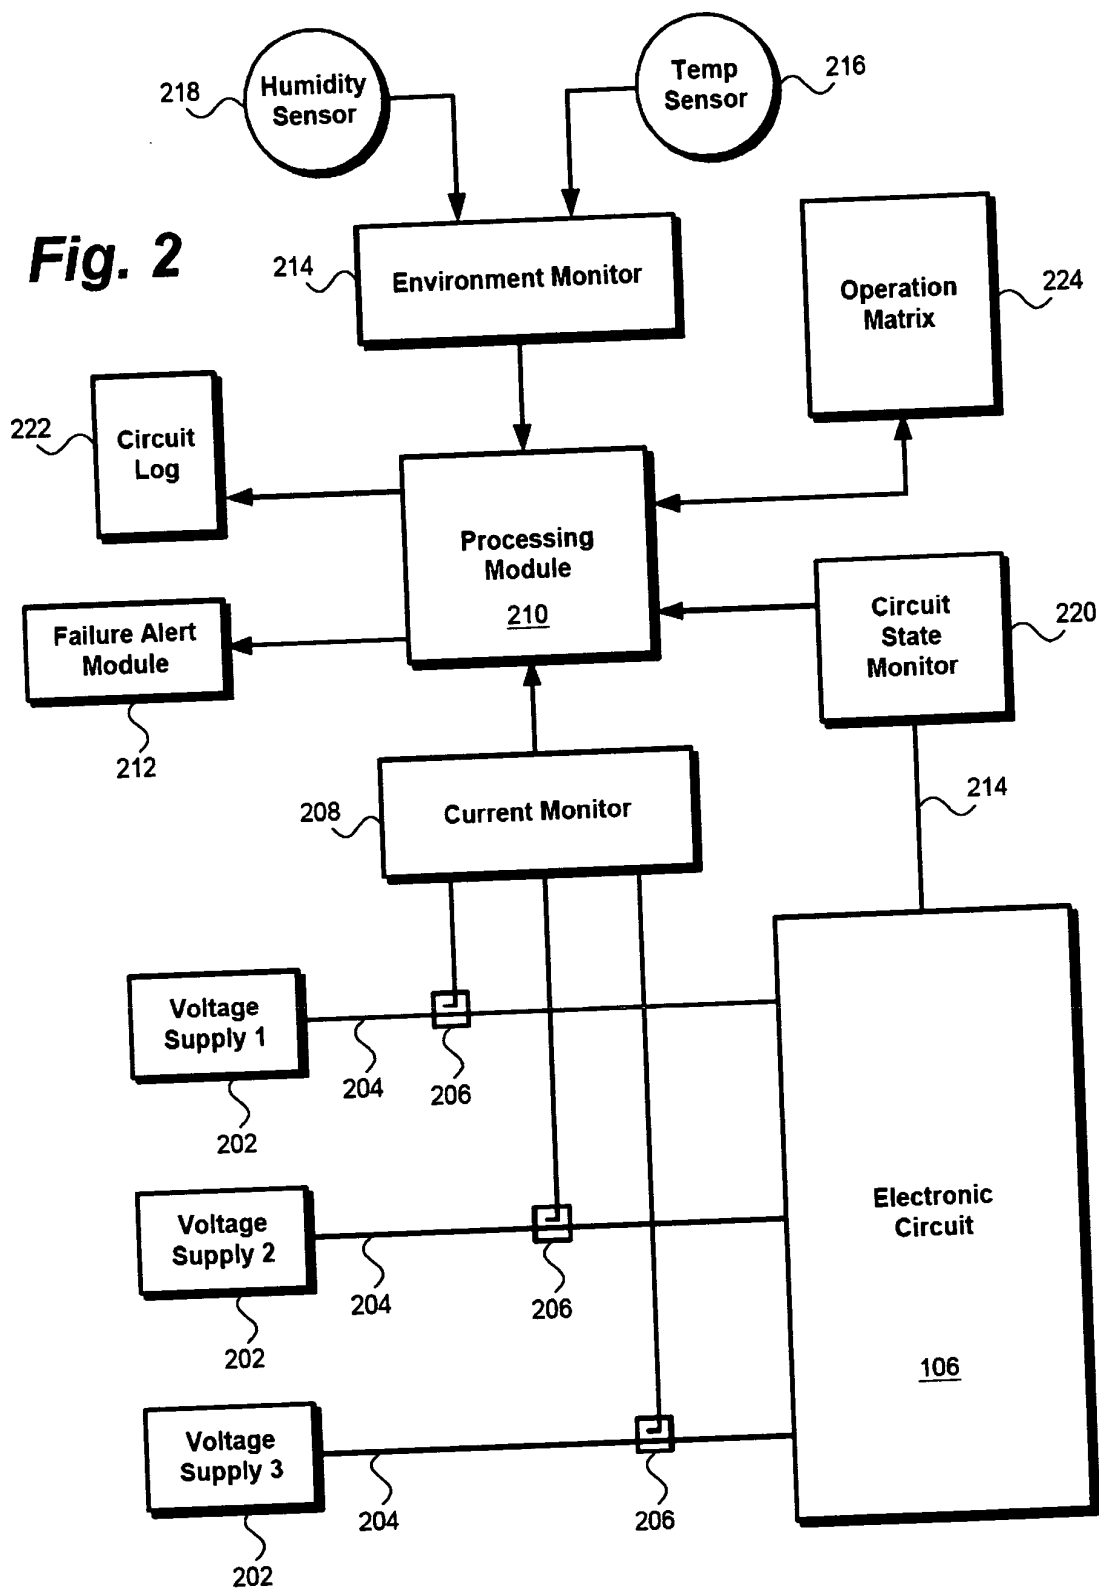 218
Humidity
Sensor
Temp
Sensor
216
Fig. 2
214
Environment Monitor
Operation
Matrix
224
222
Circuit
Log
Processing
Module
210
Circuit
State
Monitor
220
Failure Alert
Module
212
208
Current Monitor
214
Voltage
Supply 1
204
206
202
Voltage
Supply 2
204
206
202
Electronic
Circuit
106
Voltage
Supply 3
204
206
202